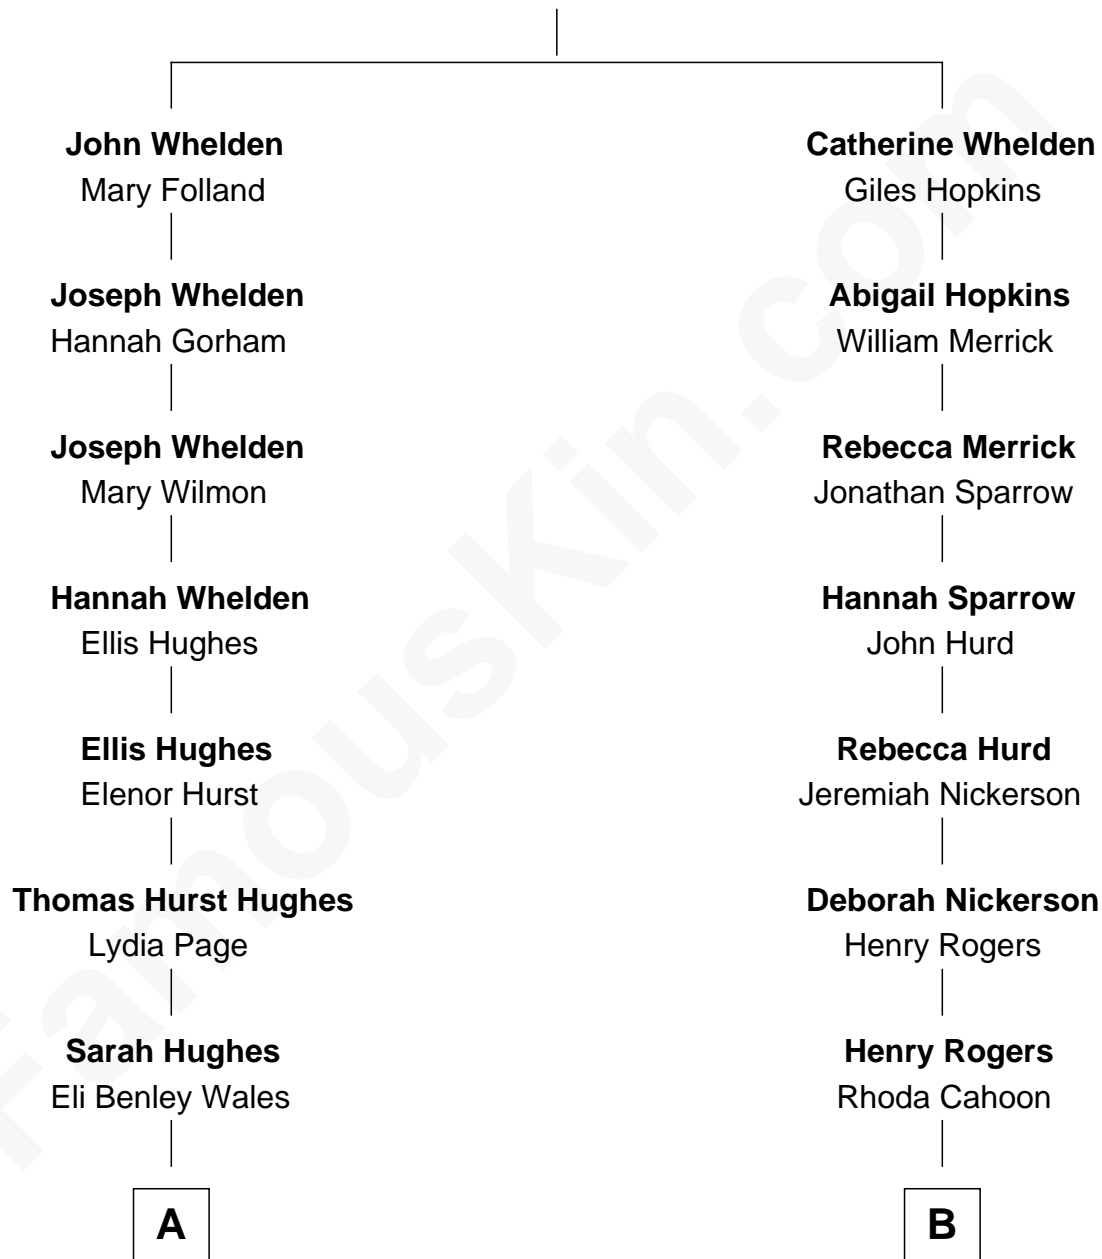 John Whelden
Mary Folland
Joseph Whelden
Hannah Gorham
Joseph Whelden
Mary Wilmon
Hannah Whelden
Ellis Hughes
Ellis Hughes
Elenor Hurst
Thomas Hurst Hughes
Lydia Page
Sarah Hughes
Eli Benley Wales
A
Catherine Whelden
Giles Hopkins
Abigail Hopkins
William Merrick
Rebecca Merrick
Jonathan Sparrow
Hannah Sparrow
John Hurd
Rebecca Hurd
Jeremiah Nickerson
Deborah Nickerson
Henry Rogers
Henry Rogers
Rhoda Cahoon
B
FamousKin.com